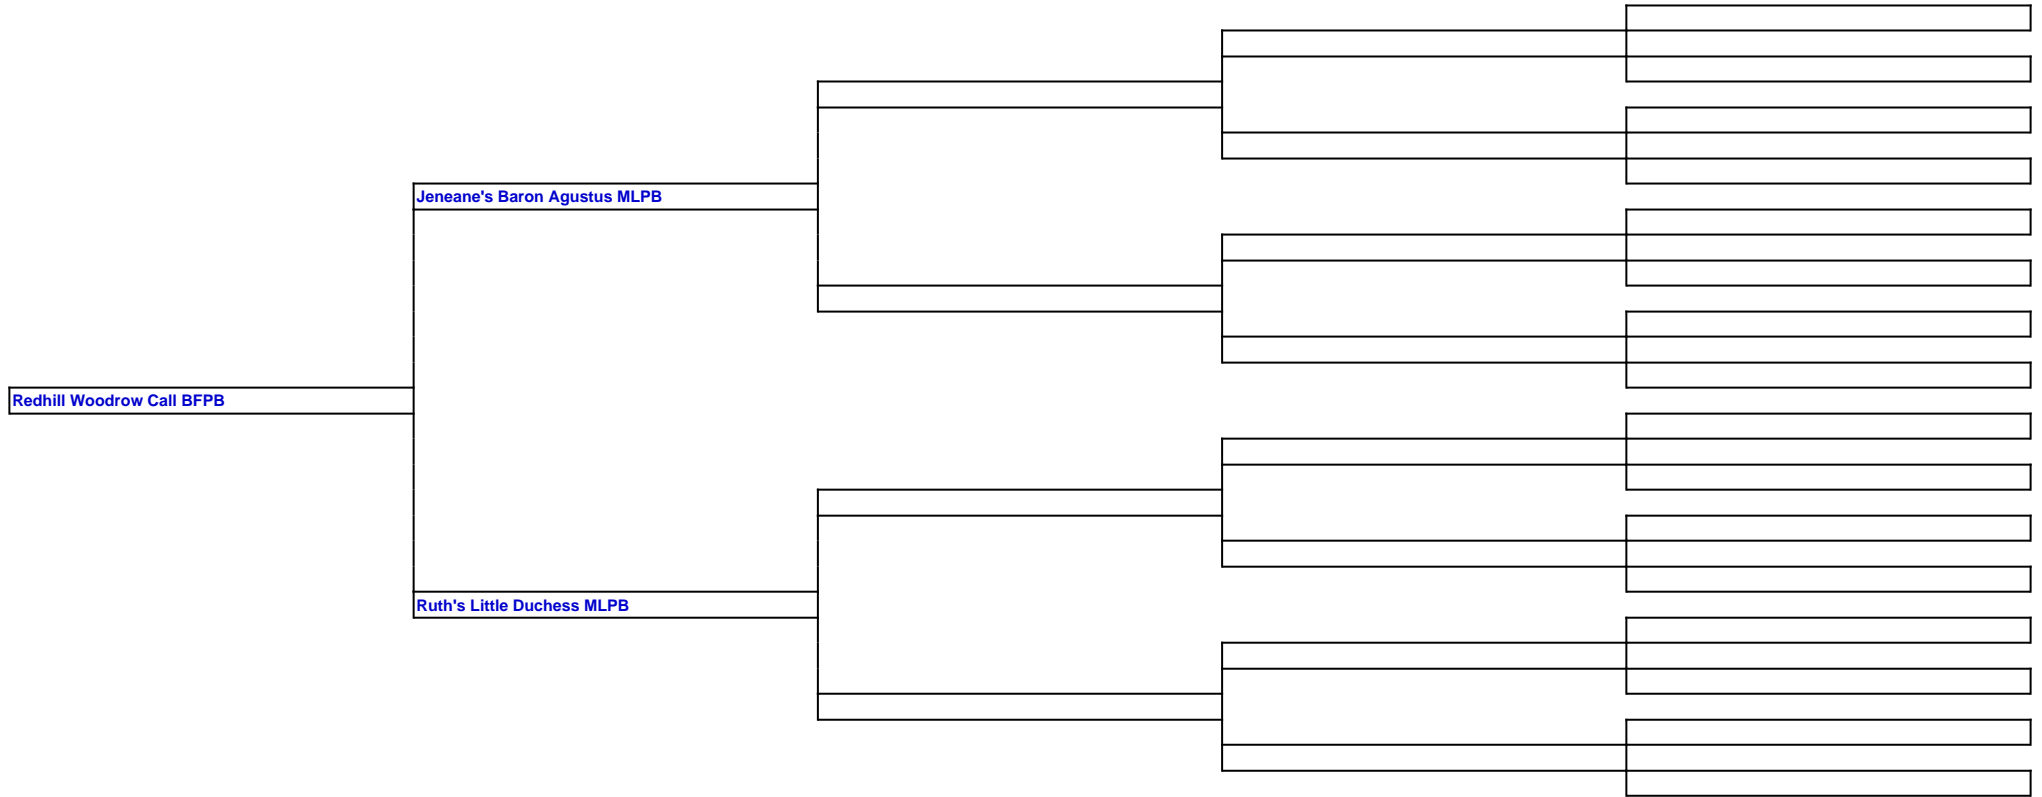 Jeneane's Baron Agustus MLPB
Redhill Woodrow Call BFPB
Ruth's Little Duchess MLPB